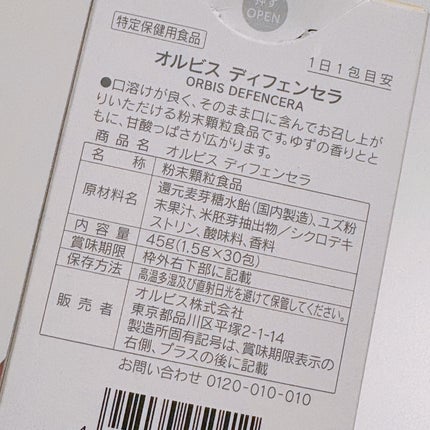 押す
OPEN
特定保健用食品
1日1包目安
オルビス ディフェンセラ
ORBIS DEFENCERA
●口溶けが良く、そのまま口に含んでお召し上が
りいただける粉末顆粒食品です。ゆずの香りとと
もに、甘酸つばさが広がります。
商品名 オルビス ディフェンセラ
名称 粉末顆粒食品
原材料名 還元麦芽糖水飴(国内製造)、ユズ粉
末果汁、米胚芽抽出物/シクロデキ
ストリン、酸味料、香料
内容量 45g(1.5g×30包)
賞味期限 枠外右下部に記載
保存方法 高温多湿及び直射日光を避けて保管してください。
販売者 オルビス株式会社
東京都品川区平塚2-1-14
製造所固有記号は、賞味期限表示の
右側、プラスの後に記載
お問い合わせ 0120-010-010